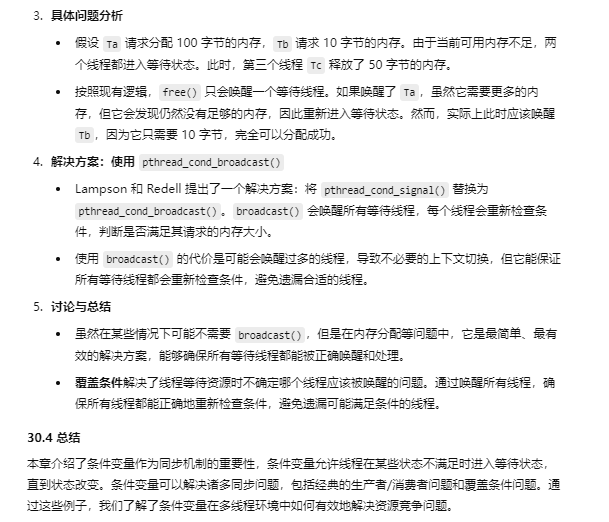 3. 具体问题分析
• 假设 Ta 请求分配 100 字节的内存，Tb 请求 10 字节的内存。由于当前可用内存不足，两
个线程都进入等待状态。此时，第三个线程 Tc 释放了 50 字节的内存。
• 按照现有逻辑，free() 只会唤醒一个等待线程。如果唤醒了 Ta，虽然它需要更多的内
存，但它会发现仍然没有足够的内存，因此重新进入等待状态。然而，实际上此时应该唤醒
Tb，因为它只需要 10 字节，完全可以分配成功。
4. 解决方案：使用 pthread_cond_broadcast()
• Lampson 和 Redell 提出了一个解决方案：将 pthread_cond_signal() 替换为
pthread_cond_broadcast()。broadcast() 会唤醒所有等待线程，每个线程会重新检查条
件，判断是否满足其请求的内存大小。
• 使用 broadcast() 的代价是可能会唤醒过多的线程，导致不必要的上下文切换，但它能保证
所有等待线程都会重新检查条件，避免遗漏合适的线程。
5. 讨论与总结
• 虽然在某些情况下可能不需要 broadcast()，但是在内存分配等问题中，它是最简单、最有
效的解决方案，能够确保所有等待线程都能被正确唤醒和处理。
• 覆盖条件解决了线程等待资源时不确定哪个线程应该被唤醒的问题。通过唤醒所有线程，确
保所有线程都能正确地重新检查条件，避免遗漏可能满足条件的线程。
30.4 总结
本章介绍了条件变量作为同步机制的重要性，条件变量允许线程在某些状态不满足时进入等待状态，
直到状态改变。条件变量可以解决诸多同步问题，包括经典的生产者/消费者问题和覆盖条件问题。通
过这些例子，我们了解了条件变量在多线程环境中如何有效地解决资源竞争问题。